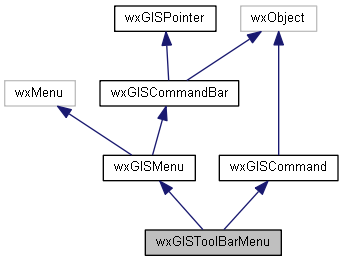 wxGISPointer
wxObject
wxMenu
wxGISCommandBar
wxGISMenu
wxGISCommand
wxGISToolBarMenu